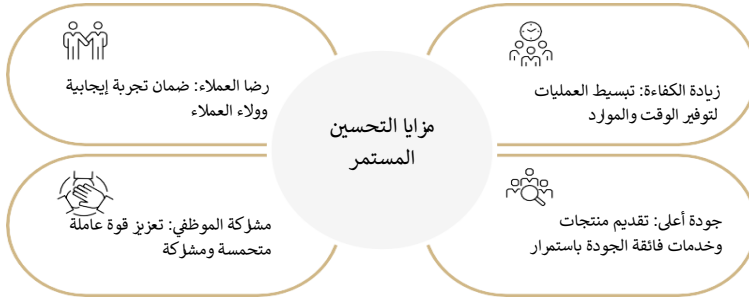 مزايا التحسين
المستمر
زيادة الكفاءة: تبسيط العمليات
لتوفير الوقت والموارد
رضا العملاء: ضمان تجربة إيجابية
وولاء العملاء
جودة أعلى: تقديم منتجات
وخدمات فائقة الجودة باستمرار
مشاركة الموظفي: تعزيز قوة عاملة
متحمسة ومشاركة